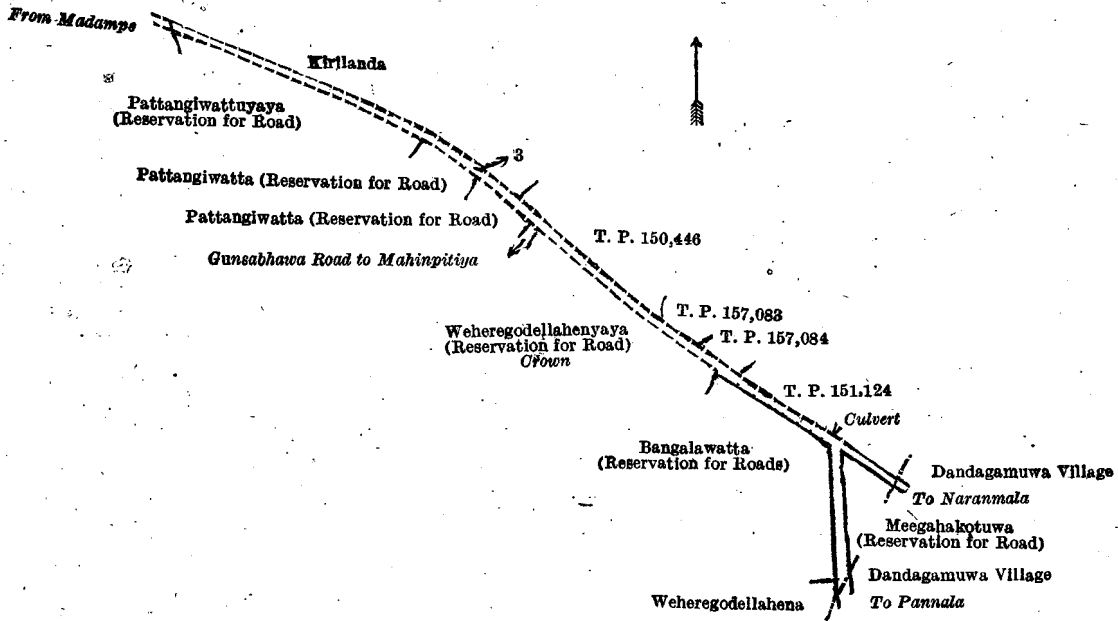 From Madampe
Kirilanda
Pattangiwattuyaya
(Reservation for Road)
3
Pattangiwatta (Reservation for Road)
Pattangiwatta (Reservation for Road)
T. P. 150,446
Gunsabhawa Road to Mahinpitiya
T. P. 157,083
Weheregodellahenyaya
(Reservation for Road)
Crown
T. P. 157,084
T. P. 151,124
Culvert
Bangalawatta
(Reservation for Roads)
Dandagamuwa Village
To Naranmala
Meegahakotuwa
(Reservation for Road)
Dandagamuwa Village
Weheregodellahena
To Pannala